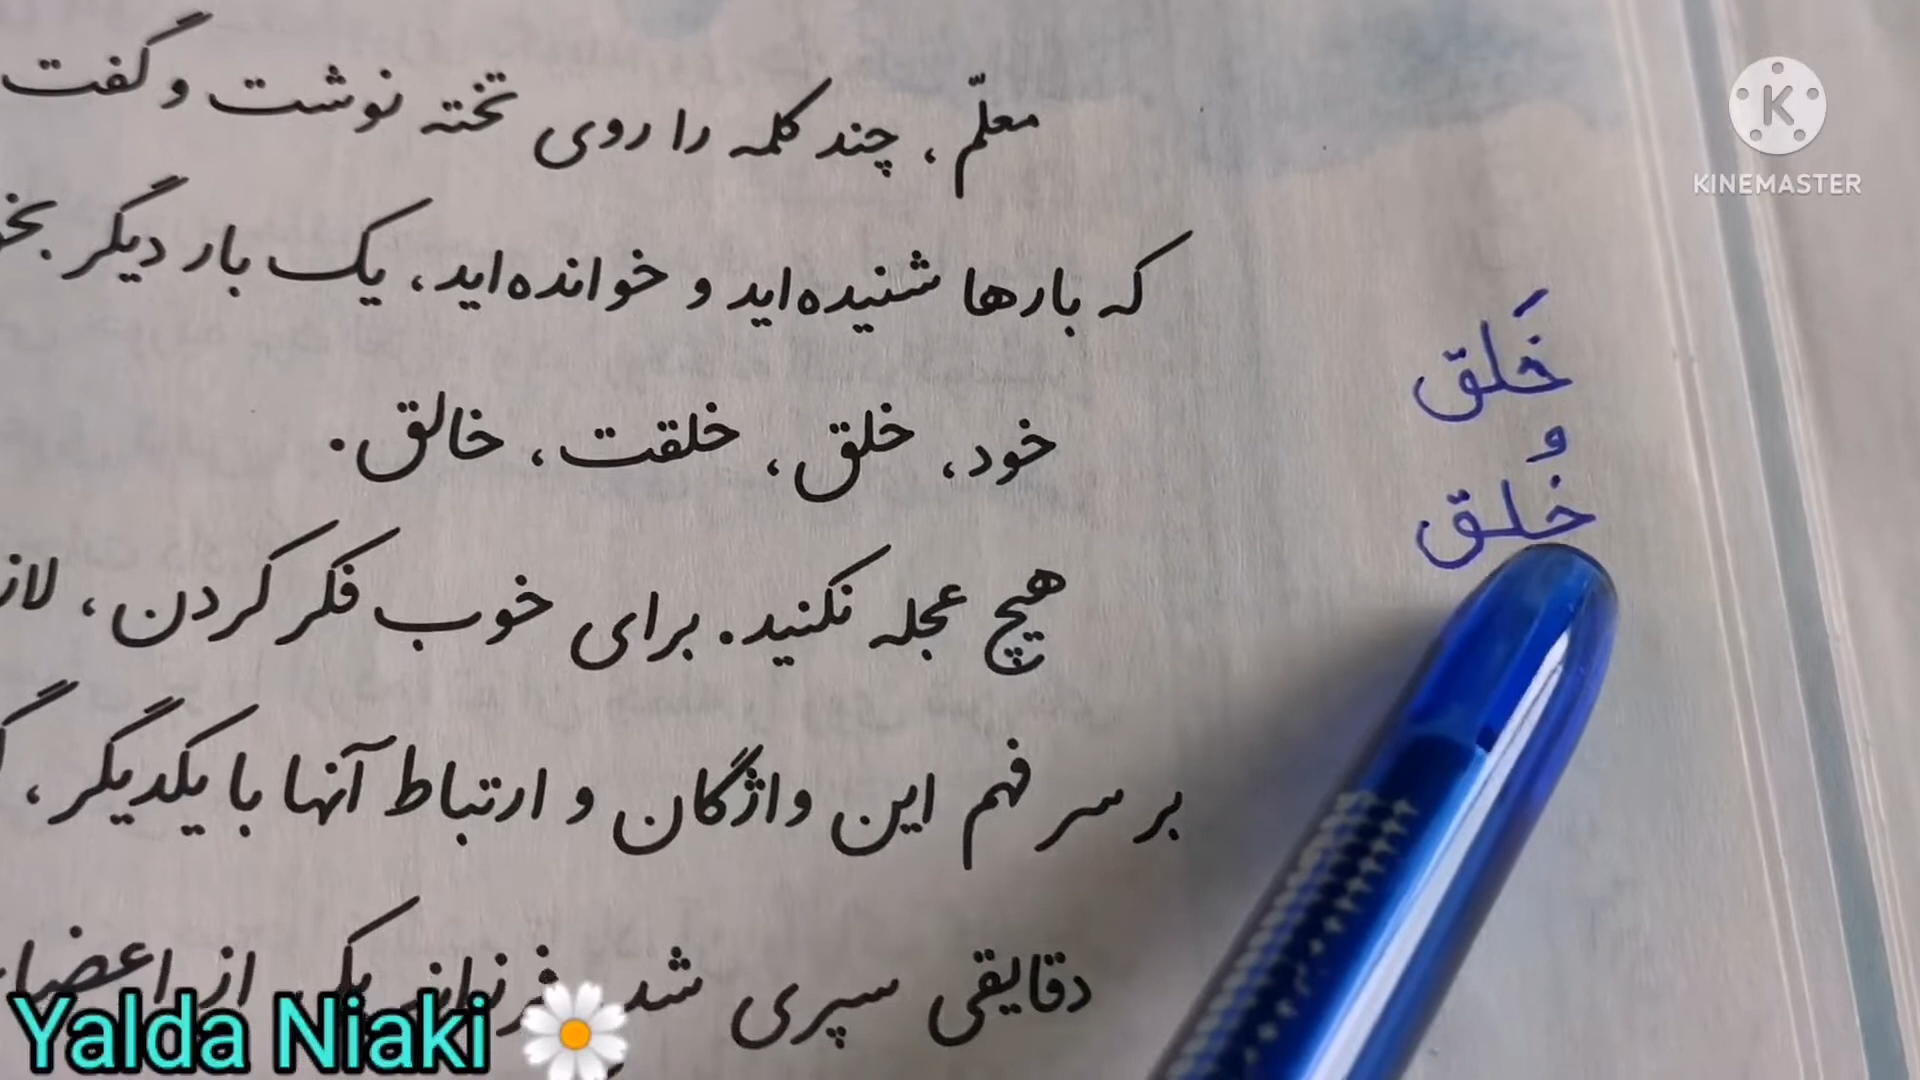 معلّم، چند کلمه را روی تخته نوشت و گفت
که بارها شنیده‌اید و خوانده‌اید، یک بار دیگر
خود، خلق، خلقت، خالق.
هیچ عجله نکنید. برای خوب فکر کردن،
بر سر فهم این واژگان و ارتباط آنها با یکدیگر،
دقایقی سپری شد. از
خَلق
خُلق
K
KINEMASTER
Yalda Niaki